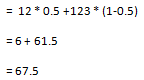 = 12 * 0.5 +123 * (1-0.5)
= 6 + 61.5
= 67.5